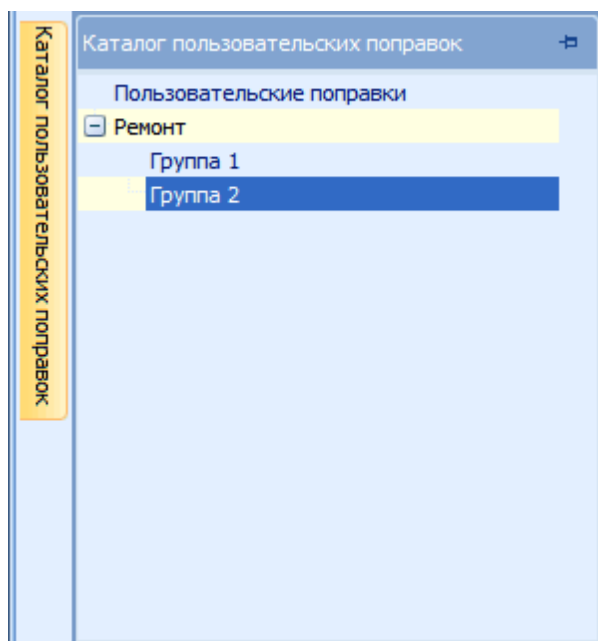 Каталог пользовательских поправок
Каталог пользовательских поправок
Пользовательские поправки
Ремонт
Группа 1
Группа 2